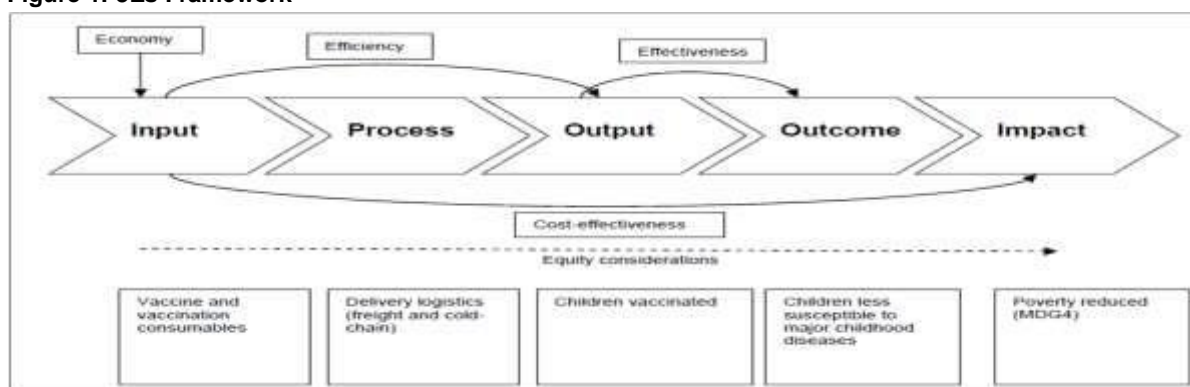 Figure 1: 3Es Framework
Economy
Efficiency
Effectiveness
Input
Process
Output
Outcome
Impact
Cost-effectiveness
Equity considerations
Vaccine and
vaccination
consumables
Delivery logistics
(freight and cold-
chain)
Children vaccinated
Children less
susceptible to
major childhood
diseases
Poverty reduced
(MDG4)